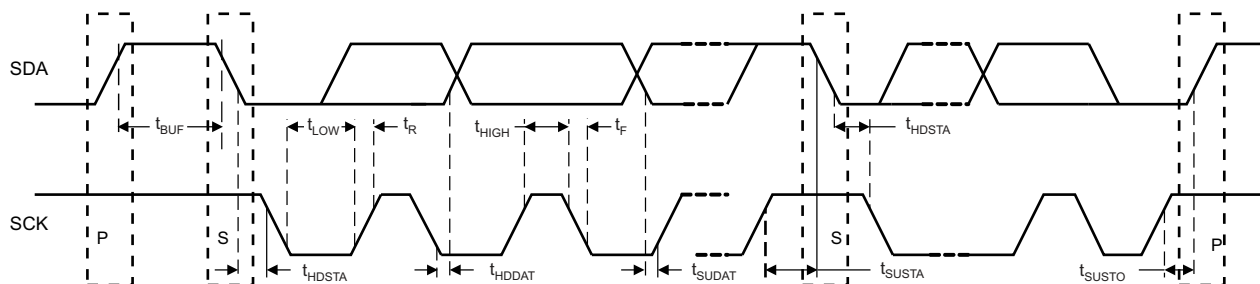 SDA
tBUF
tLOW
tR
tHIGH
tF
tHDSTA
SCK
P
S
S
P
tHDSTA
tHDDAT
tSUDAT
tSUSTA
tSUSTO